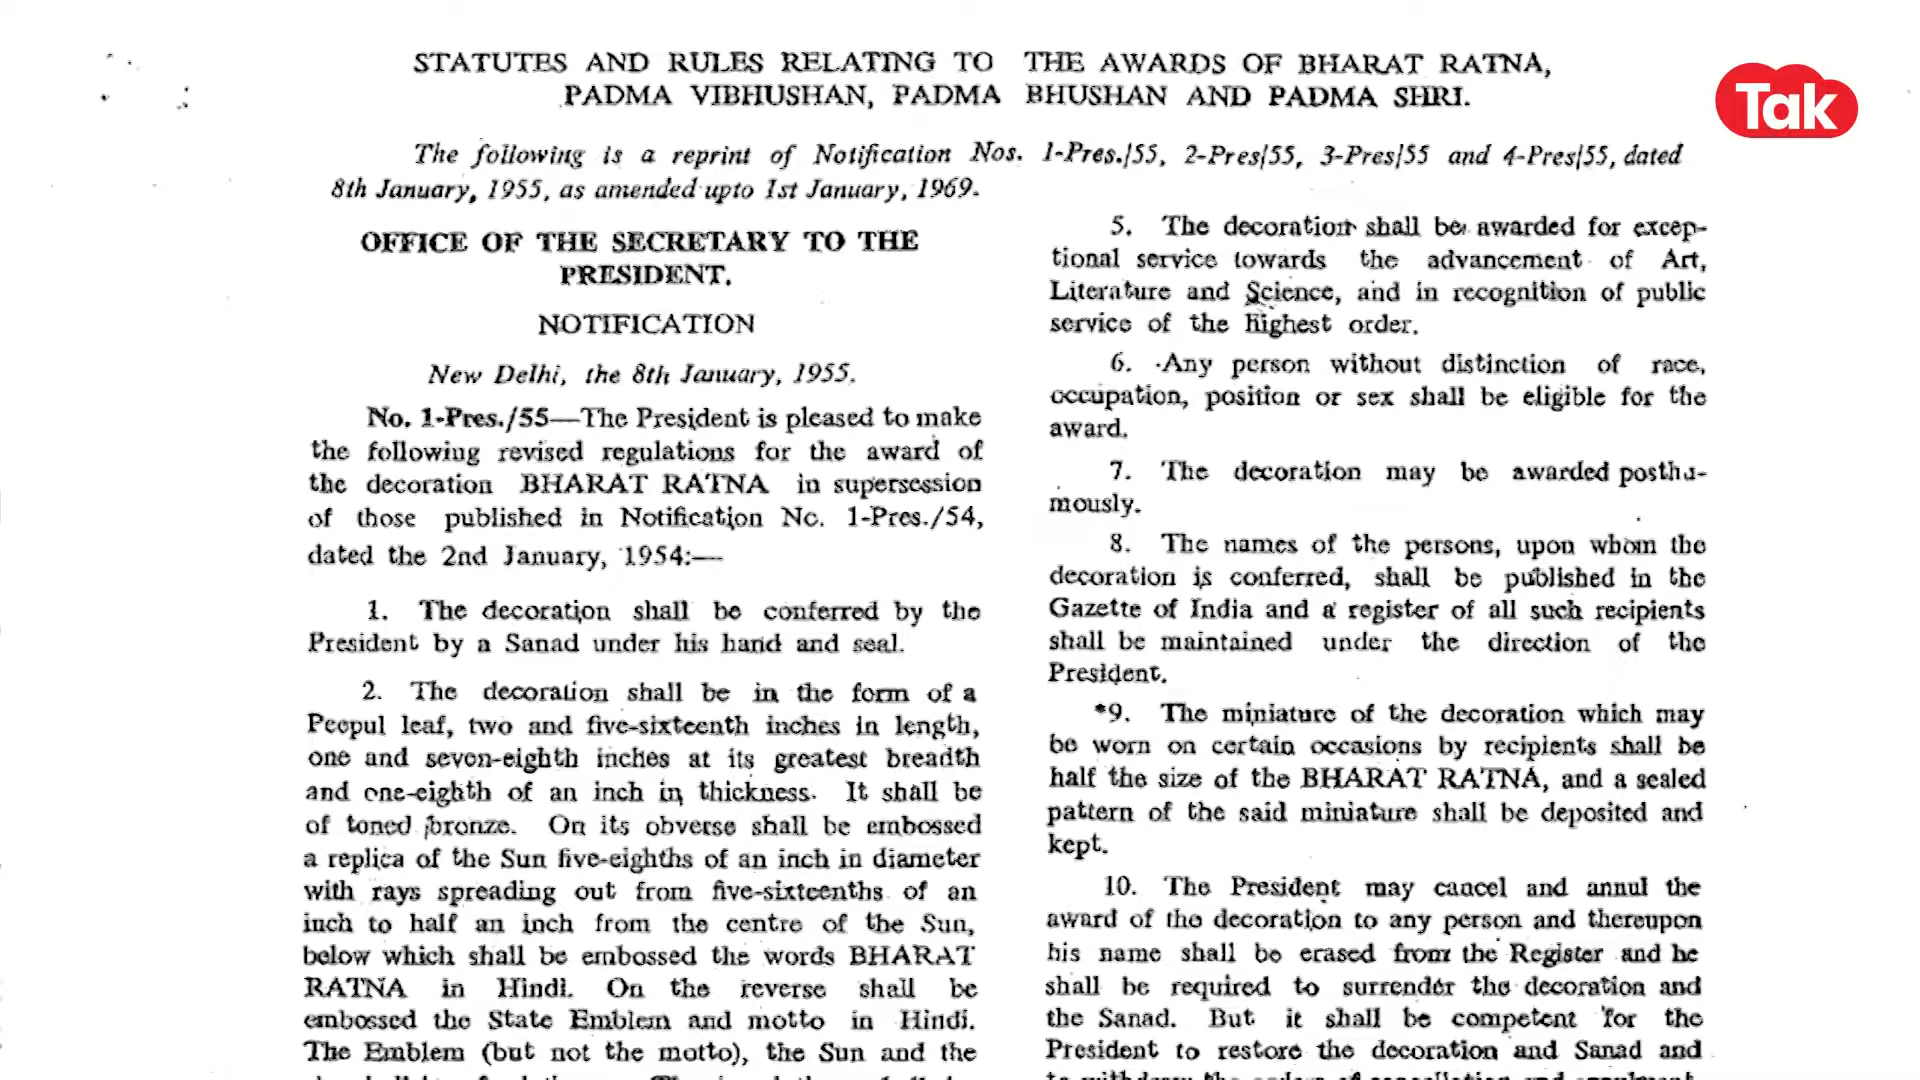 STATUTES AND RULES RELATING TO THE AWARDS OF BHARAT RATNA,
PADMA VIBHUSHAN, PADMA BHUSHAN AND PADMA SHRI.
Tak
The following is a reprint of Notification Nos. 1-Pres./55, 2-Pres/55, 3-Pres/55 and 4-Pres/55, dated
8th January, 1955, as amended upto 1st January, 1969.
OFFICE OF THE SECRETARY TO THE
PRESIDENT.
NOTIFICATION
New Delhi, the 8th January, 1955.
No. 1-Pres./55—The President is pleased to make
the following revised regulations for the award of
the decoration BHARAT RATNA in supersession
of those published in Notification No. 1-Pres./54,
dated the 2nd January, 1954:—
1. The decoration shall be conferred by the
President by a Sanad under his hand and seal.
2. The decoration shall be in the form of a
Peepul leaf, two and five-sixteenth inches in length,
one and seven-eighth inches at its greatest breadth
and one-eighth of an inch in thickness. It shall be
of toned bronze. On its obverse shall be embossed
a replica of the Sun five-eighths of an inch in diameter
with rays spreading out from five-sixteenths of an
inch to half an inch from the centre of the Sun,
below which shall be embossed the words BHARAT
RATNA in Hindi. On the reverse shall be
embossed the State Emblem and motto in Hindi.
The Emblem (but not the motto), the Sun and the
5. The decoration shall be awarded for excep-
tional service towards the advancement of Art,
Literature and Science, and in recognition of public
service of the highest order.
6. Any person without distinction of race,
occupation, position or sex shall be eligible for the
award.
7. The decoration may be awarded posthu-
mously.
8. The names of the persons, upon whom the
decoration is conferred, shall be published in the
Gazette of India and a register of all such recipients
shall be maintained under the direction of the
President.
*9. The miniature of the decoration which may
be worn on certain occasions by recipients shall be
half the size of the BHARAT RATNA, and a sealed
pattern of the said miniature shall be deposited and
kept.
10. The President may cancel and annul the
award of the decoration to any person and thereupon
his name shall be erased from the Register and he
shall be required to surrender the decoration and
the Sanad. But it shall be competent for the
President to restore the decoration and Sanad and